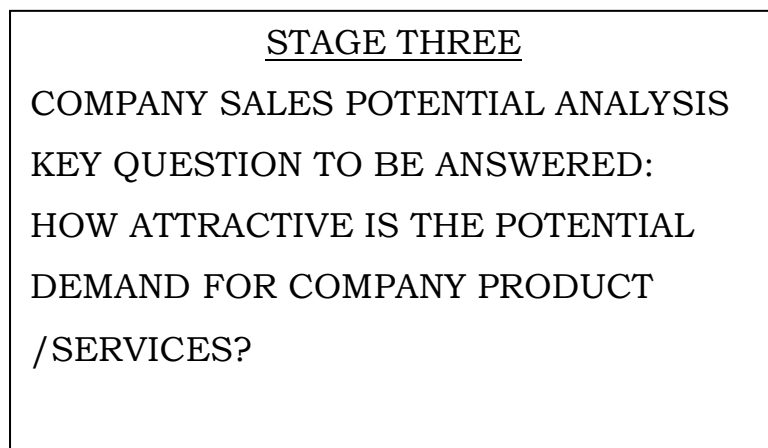 STAGE THREE
COMPANY SALES POTENTIAL ANALYSIS
KEY QUESTION TO BE ANSWERED:
HOW ATTRACTIVE IS THE POTENTIAL
DEMAND FOR COMPANY PRODUCT
/SERVICES?